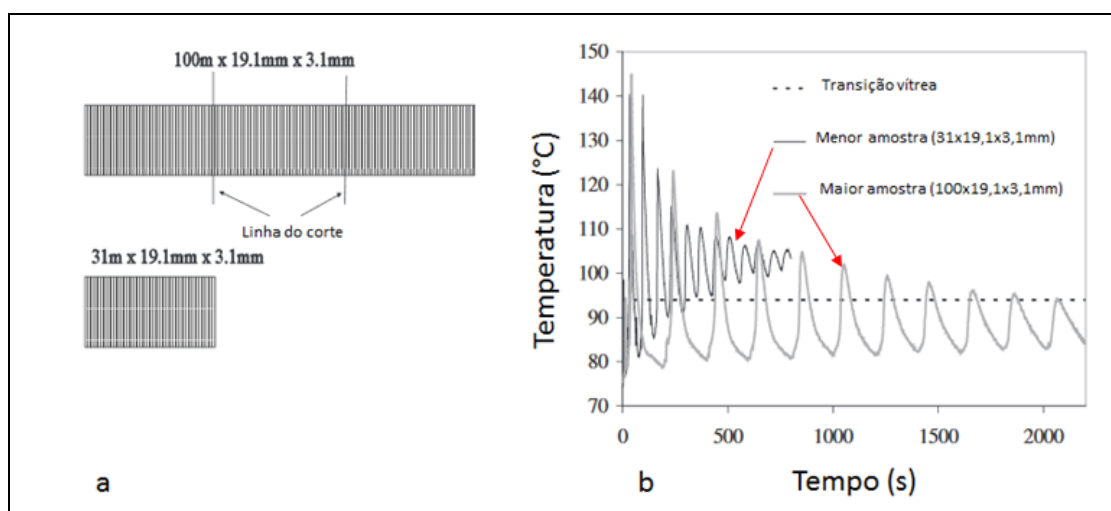 100m x 19.1mm x 3.1mm
Linha do corte
31m x 19.1mm x 3.1mm
a
150
140
130
120
110
100
90
80
70
Temperatura (°C)
Transição vítrea
Menor amostra (31x19,1x3,1mm)
Maior amostra (100x19,1x3,1mm)
0
500
1000
1500
2000
b
Tempo (s)